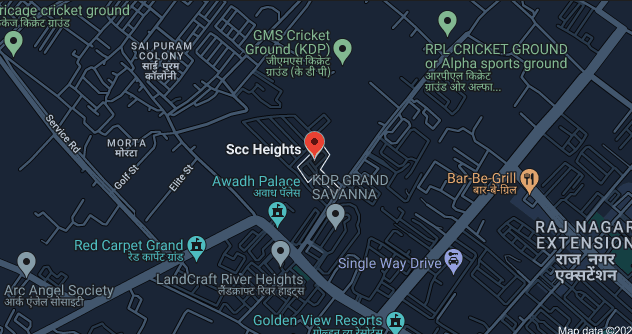 ricage cricket ground
केज क्रिकेट ग्राउंड
GMS Cricket
Ground (KDP)
जीएमएस क्रिकेट
ग्राउंड (के डी पी)
RPL CRICKET GROUND
or Alpha sports ground
आरपीएल क्रिकेट
ग्राउंड ओर अल्फा...
SAI PURAM
COLONY
साई पुरम
कॉलोनी
Service Rd
MORTA
मोरटा
Golf St
Elite St
Scc Heights
Awadh Palace
अवाध पॅलेस
KDP GRAND
SAVANNA
Bar-Be-Grill
बार-बे-ग्रिल
RAJ NAGAR
EXTENSION
राज नगर
एक्सटेंशन
Red Carpet Grand
रेड कार्पेट ग्रांड
LandCraft River Heights
लैंडक्राफ्ट रिवर हाइट्स
Single Way Drive
Arc Angel Society
आर्क एंजेल सोसाइटी
Golden View Resorts
गोल्डन व्यू रिसोर्ट्स
Map data ©202